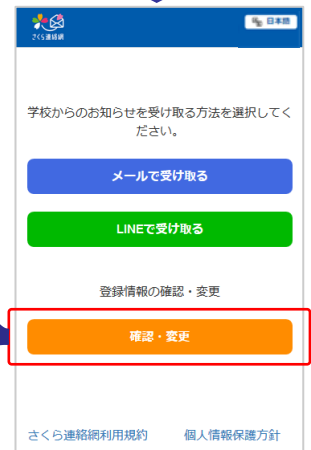 さくら連絡網
日本語
学校からのお知らせを受け取る方法を選択してく
ださい。
メールで受け取る
LINEで受け取る
登録情報の確認・変更
確認・変更
さくら連絡網利用規約 個人情報保護方針